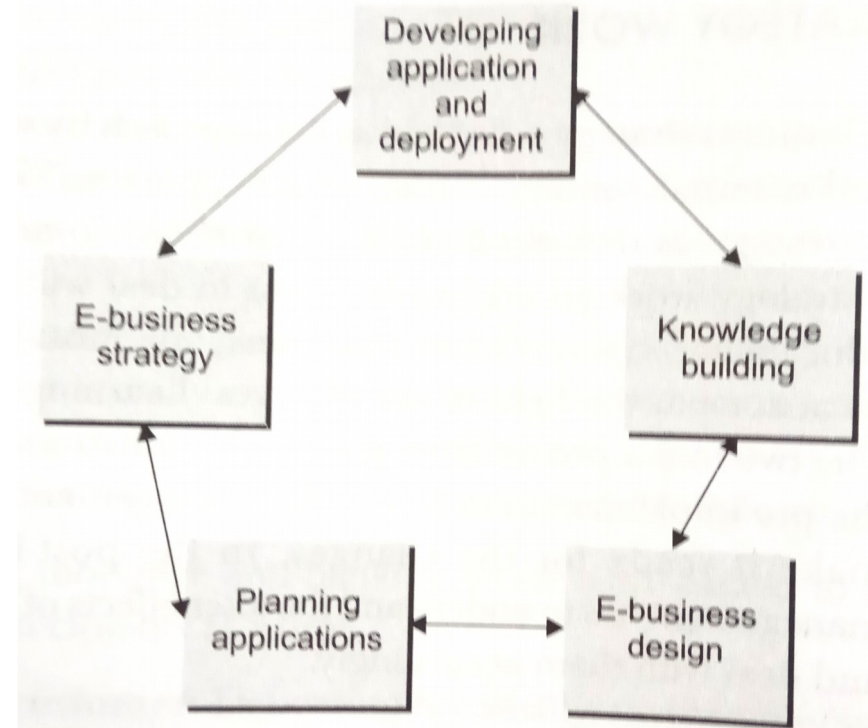 Developing
application
and
deployment
E-business
strategy
Knowledge
building
Planning
applications
E-business
design